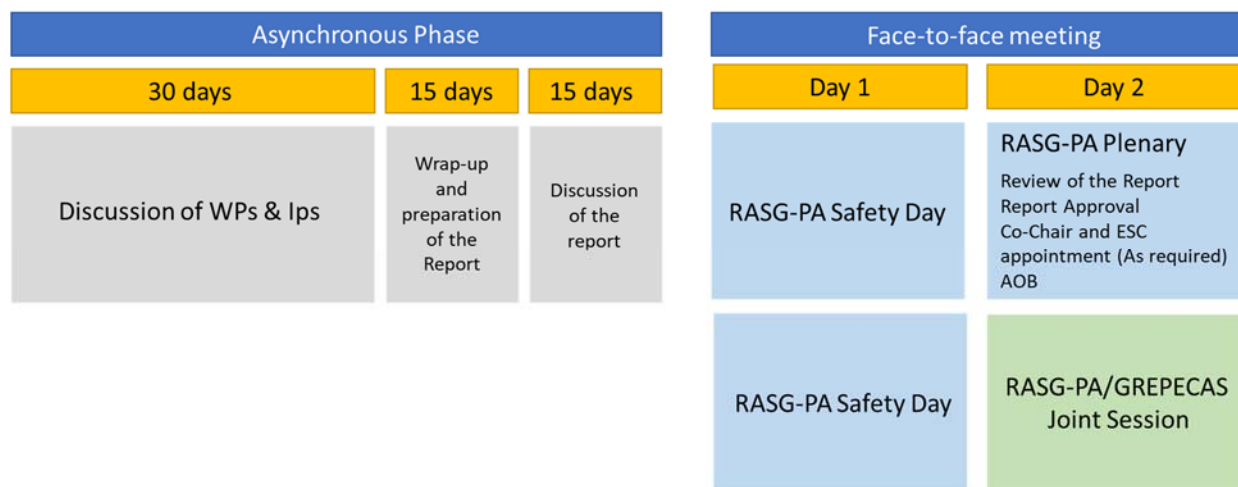 Asynchronous Phase
30 days
15 days
15 days
Discussion of WPs & Ips
Wrap-up
and
preparation
of the
Report
Discussion
of the
report
Face-to-face meeting
Day 1
Day 2
RASG-PA Safety Day
RASG-PA Plenary
Review of the Report
Report Approval
Co-Chair and ESC
appointment (As required)
AOB
RASG-PA Safety Day
RASG-PA/GREPECAS
Joint Session